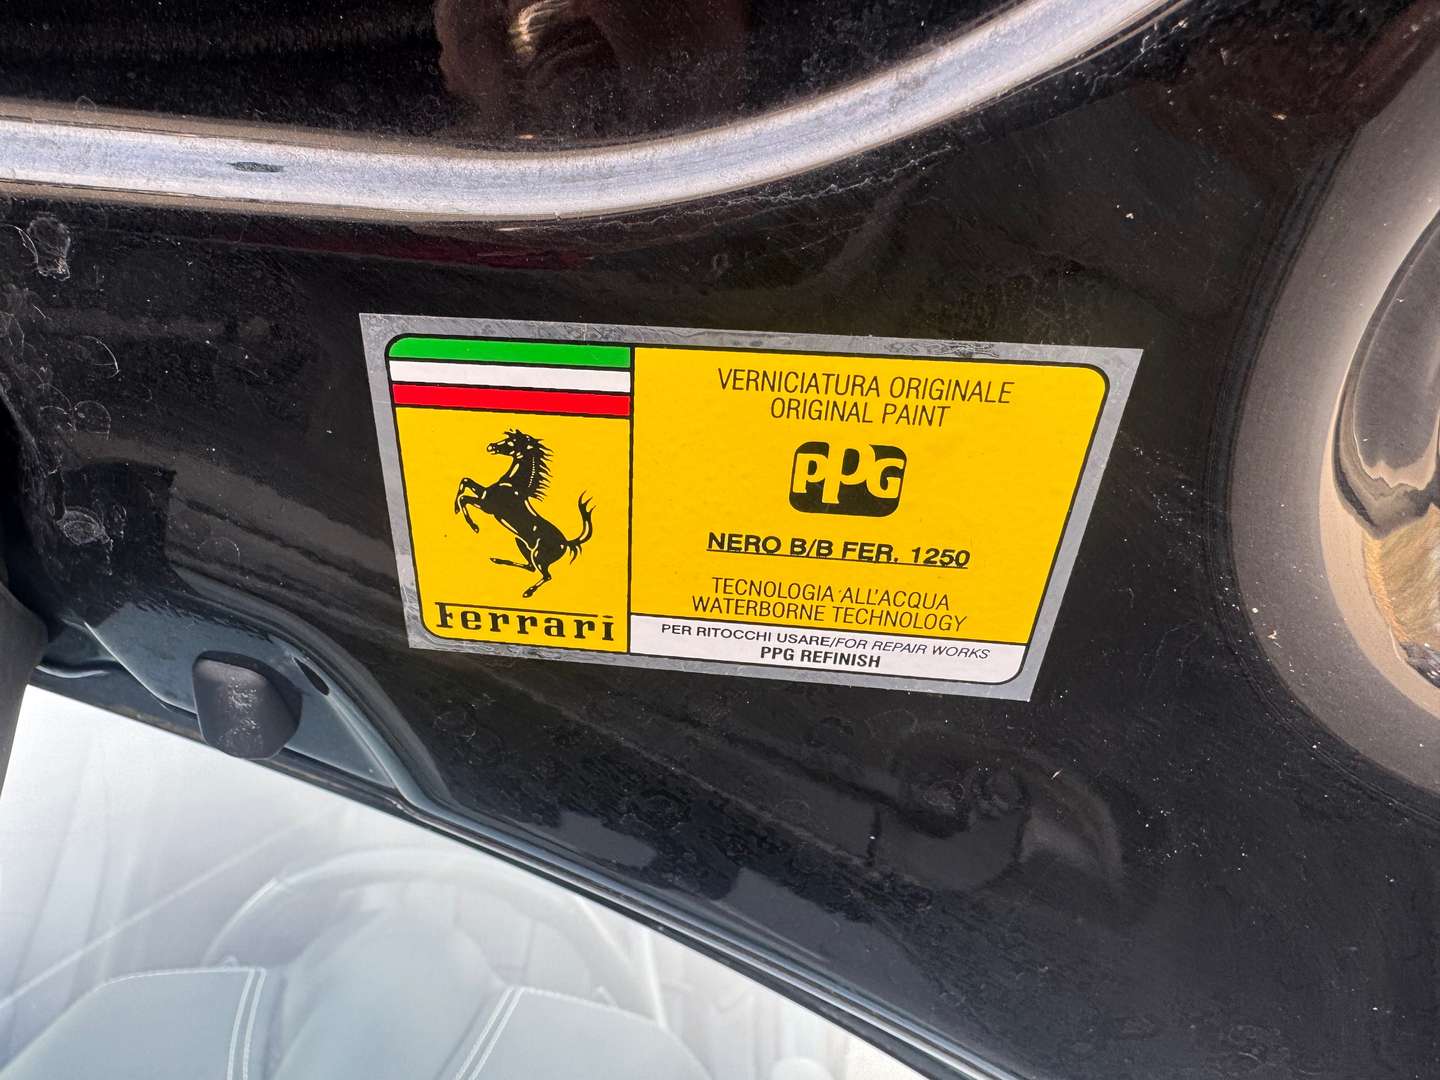 Ferrari
VERNICIATURA ORIGINALE
ORIGINAL PAINT
PPG
NERO B/B FER. 1250
TECNOLOGIA ALL'ACQUA
WATERBORNE TECHNOLOGY
PER RITOCCHI USARE/FOR REPAIR WORKS
PPG REFINISH